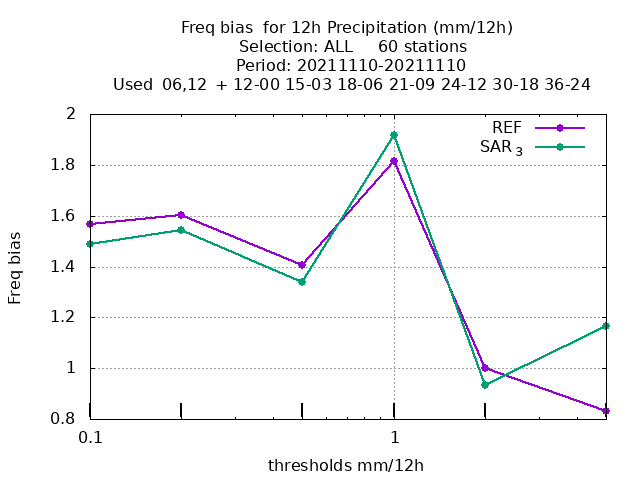 Freq bias  for 12h Precipitation (mm/12h)
Selection: ALL     60 stations
Period: 20211110-20211110
Used  06,12  + 12-00 15-03 18-06 21-09 24-12 30-18 36-24
REF
SAR 3
2
1.8
1.6
1.4
1.2
1
0.8
Freq bias
0.1 1
thresholds mm/12h